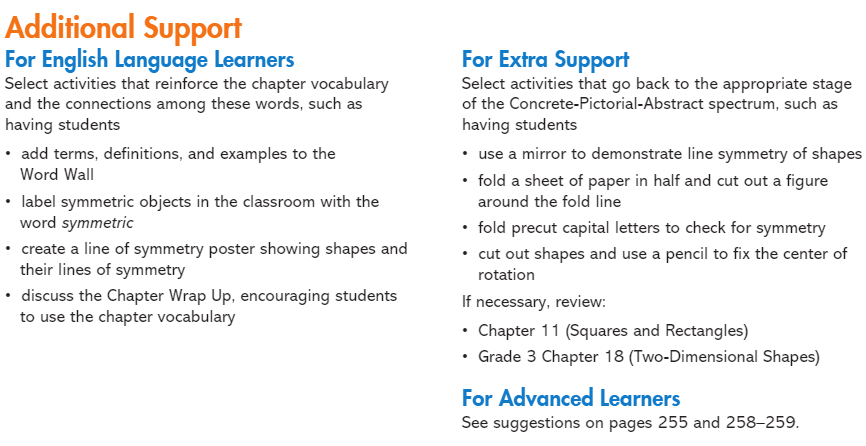 Additional Support
For English Language Learners
Select activities that reinforce the chapter vocabulary
and the connections among these words, such as
having students
• add terms, definitions, and examples to the
Word Wall
• label symmetric objects in the classroom with the
word symmetric
• create a line of symmetry poster showing shapes and
their lines of symmetry
• discuss the Chapter Wrap Up, encouraging students
to use the chapter vocabulary
For Extra Support
Select activities that go back to the appropriate stage
of the Concrete-Pictorial-Abstract spectrum, such as
having students
• use a mirror to demonstrate line symmetry of shapes
• fold a sheet of paper in half and cut out a figure
around the fold line
• fold precut capital letters to check for symmetry
• cut out shapes and use a pencil to fix the center of
rotation
If necessary, review:
• Chapter 11 (Squares and Rectangles)
• Grade 3 Chapter 18 (Two-Dimensional Shapes)
For Advanced Learners
See suggestions on pages 255 and 258–259.